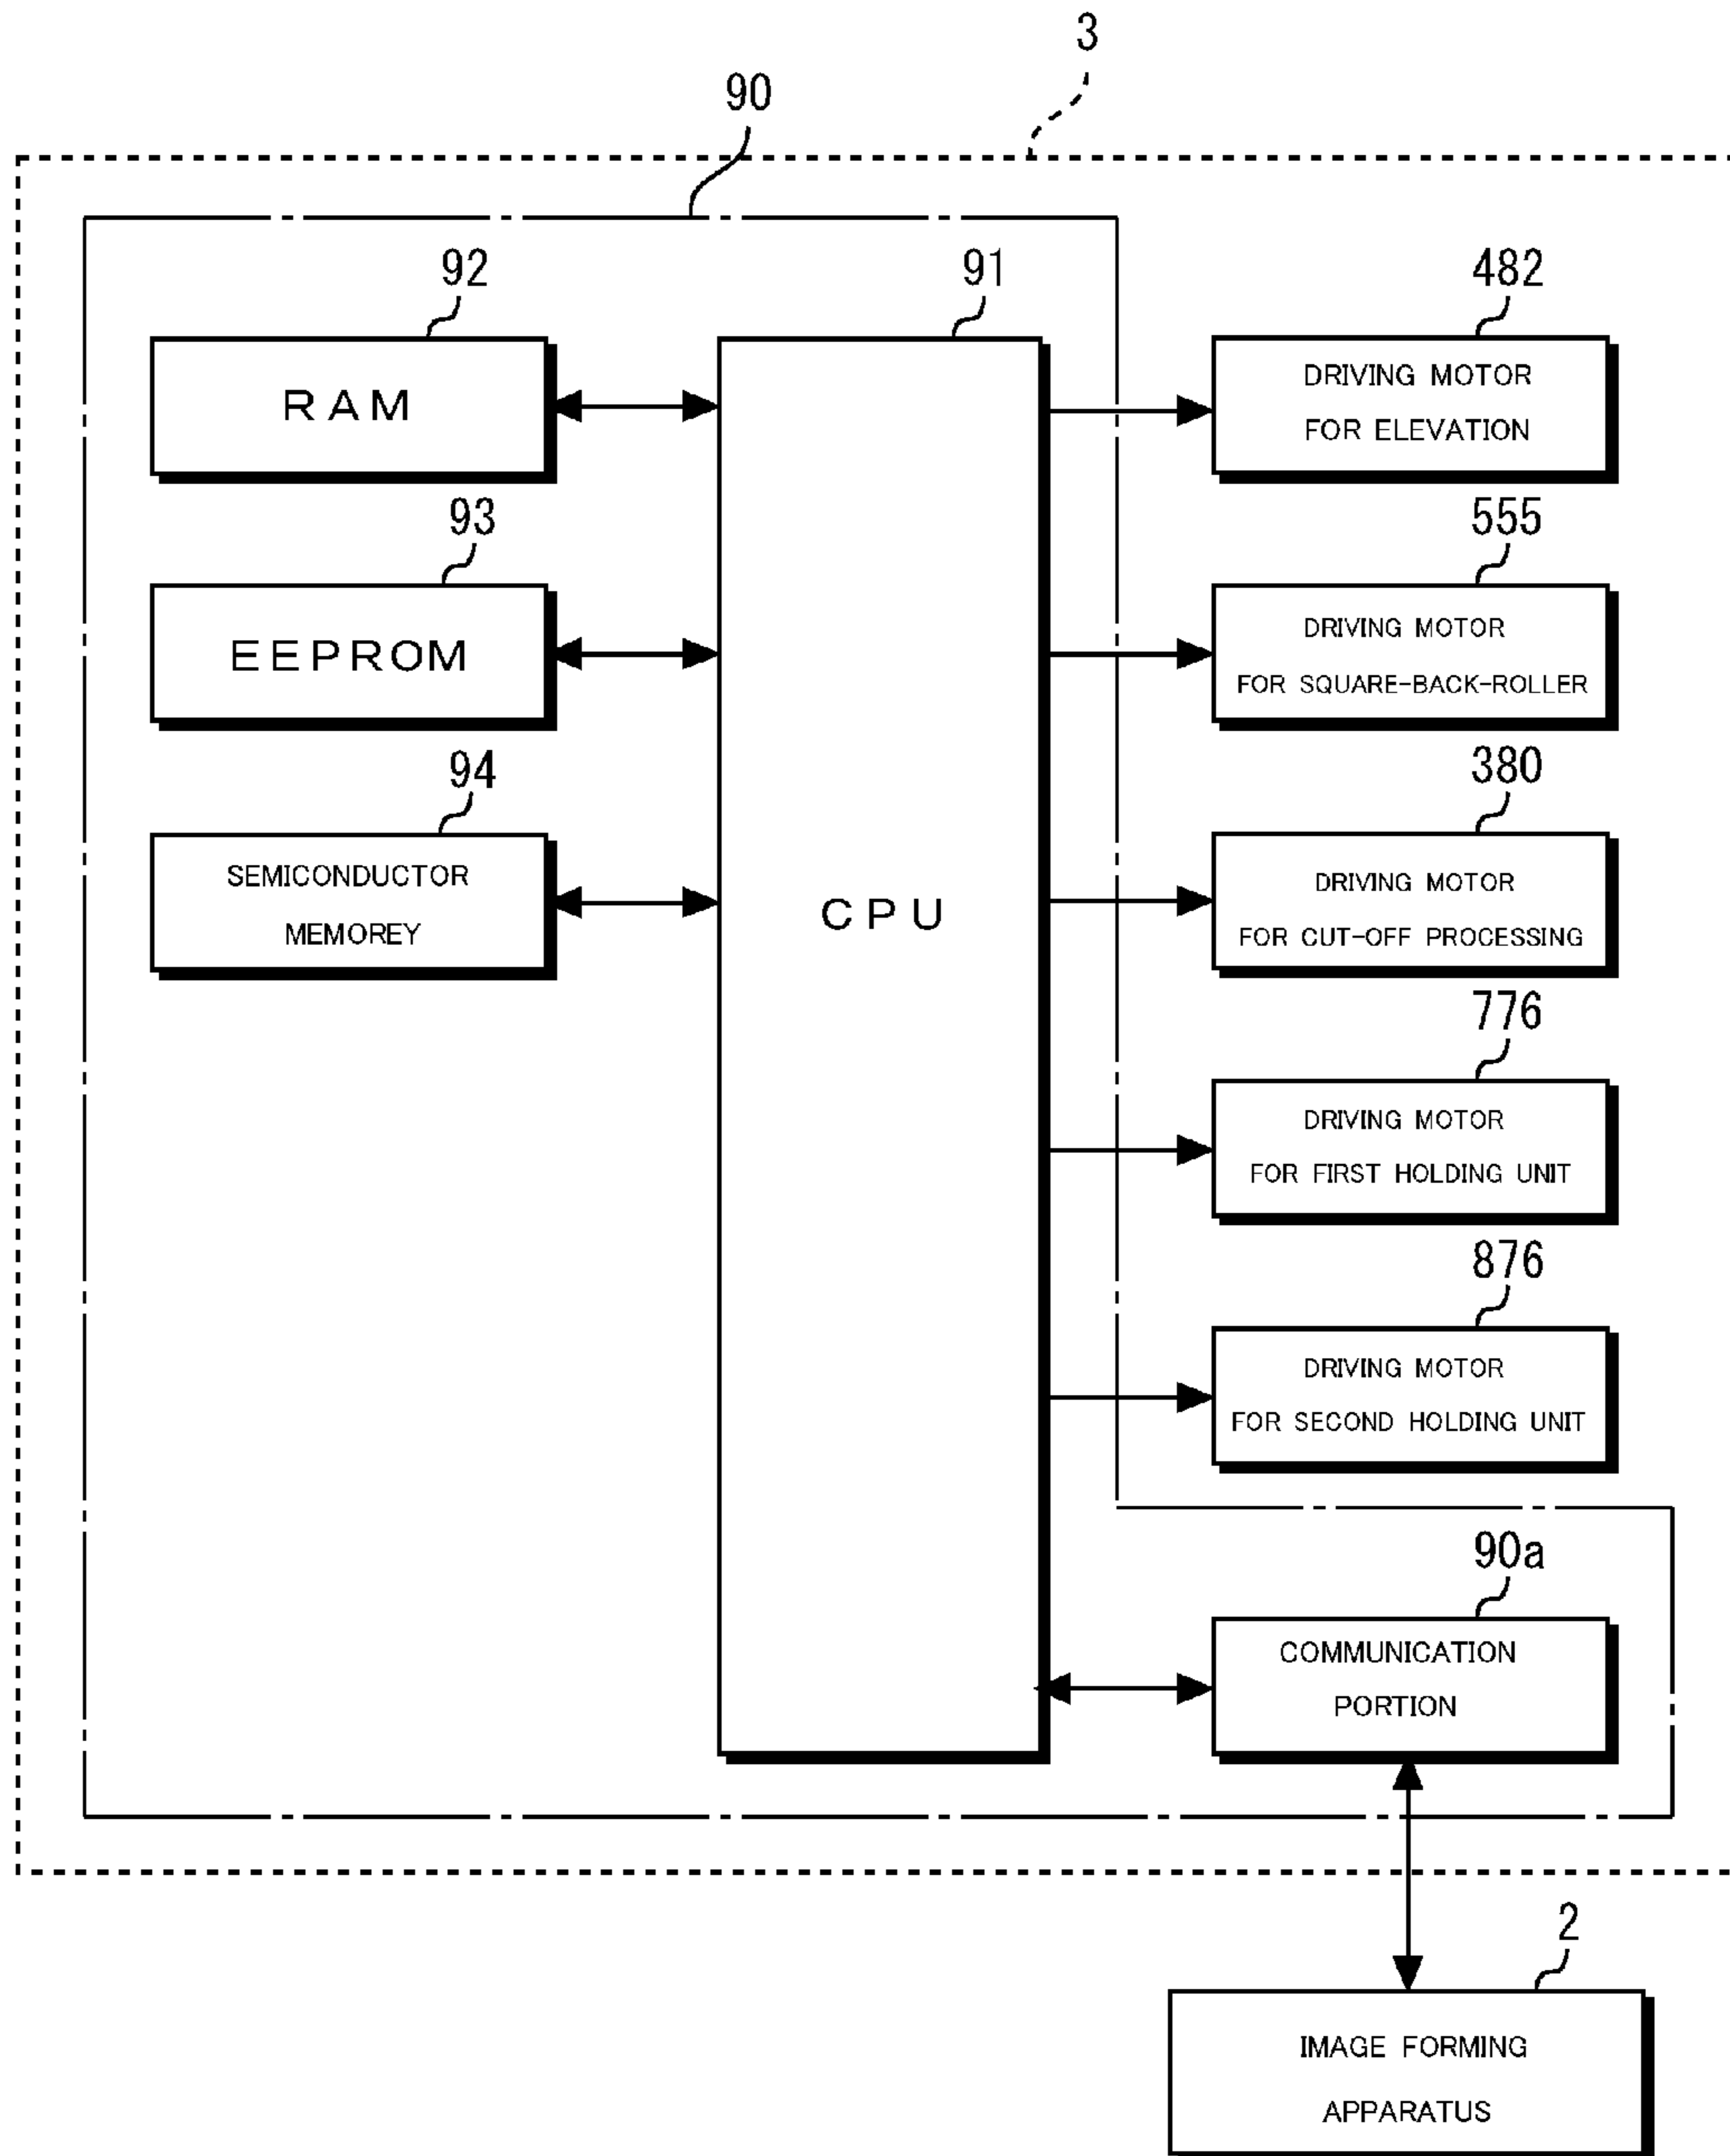 3
90
92
RAM
91
CPU
482
DRIVING MOTOR
FOR ELEVATION
93
EEPROM
555
DRIVING MOTOR
FOR SQUARE-BACK-ROLLER
94
SEMICONDUCTOR
MEMOREY
380
DRIVING MOTOR
FOR CUT-OFF PROCESSING
776
DRIVING MOTOR
FOR FIRST HOLDING UNIT
876
DRIVING MOTOR
FOR SECOND HOLDING UNIT
90a
COMMUNICATION
PORTION
2
IMAGE FORMING
APPARATUS